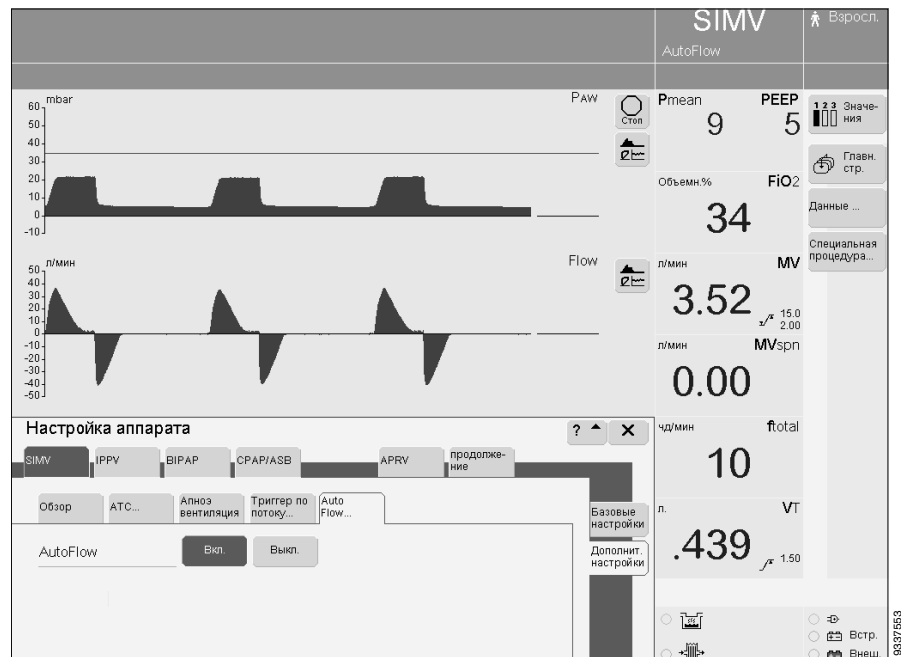 SIMV
Взросл.
AutoFlow
mbar
Paw
60
50
40
30
20
10
0
-10
Стоп
Pmean
PEEP
9
5
1 2 3
Значе-
ния
Главн.
стр.
Объемн.%
FiO2
34
Данные ...
Специальная
процедура...
л/мин
Flow
50
40
30
20
10
0
-10
-20
-30
-40
-50
л/мин
MV
3.52
15.0
2.00
л/мин
MVspn
0.00
Настройка аппарата
?
X
чд/мин
ftotal
10
SIMV
IPPV
BIPAP
CPAP/ASB
APRV
продолже-
ние
Обзор
ATC...
Апноэ
вентиляция
Триггер по
потоку...
Auto
Flow...
Базовые
настройки
л.
VT
.439
1.50
AutoFlow
Вкл.
Выкл.
Дополнит.
настройки
Встр.
Внеш.
9337553